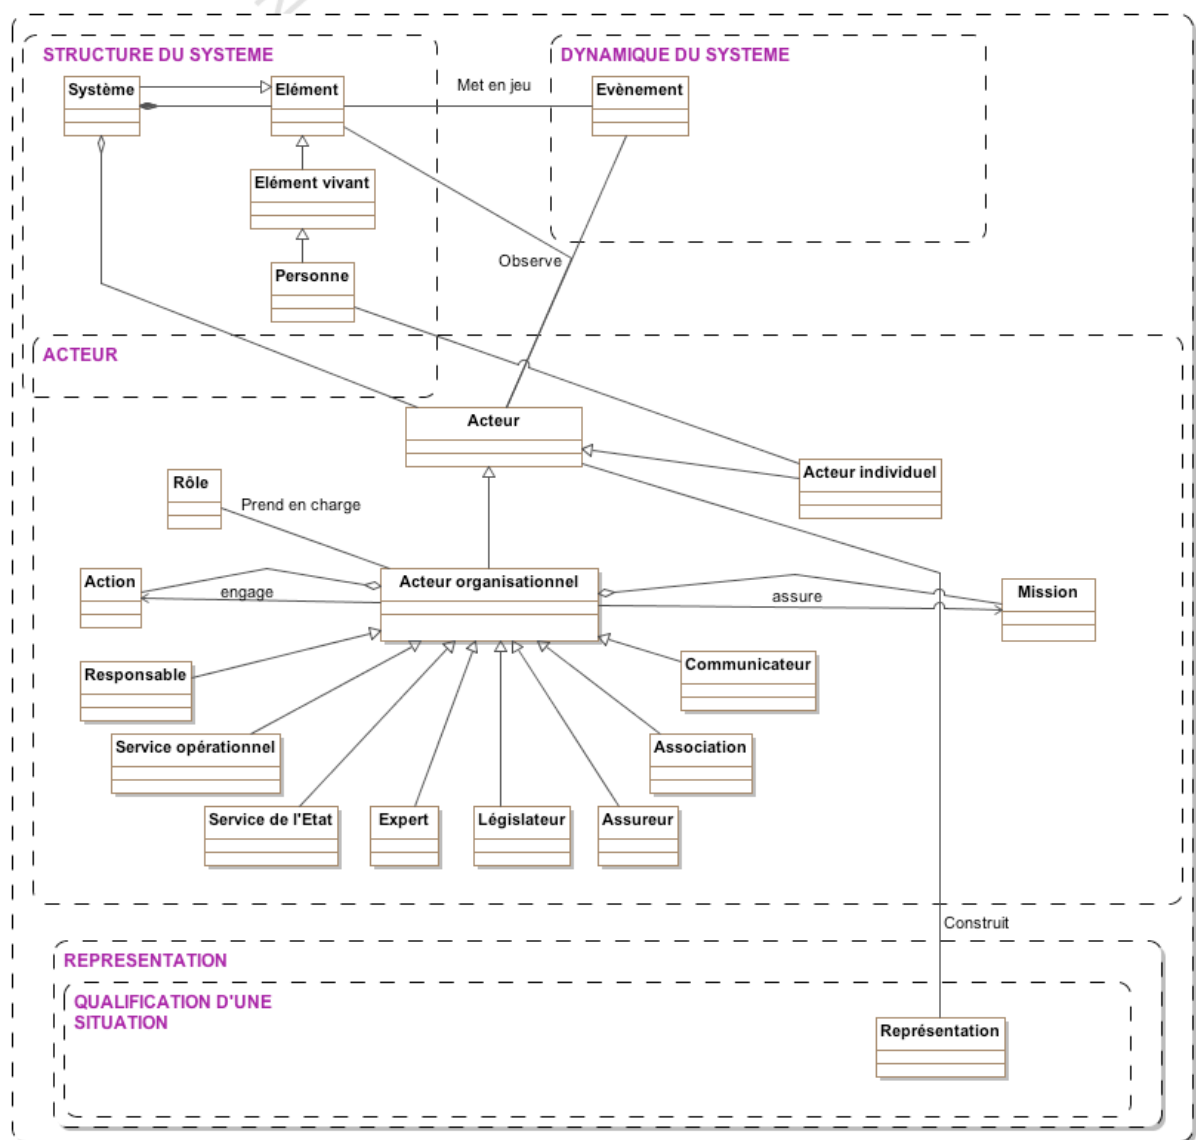 STRUCTURE DU SYSTEME
DYNAMIQUE DU SYSTEME
Système
Elément
Met en jeu
Evènement
Elément vivant
Observe
Personne
ACTEUR
Acteur
Acteur individuel
Rôle
Prend en charge
Action
engage
Acteur organisationnel
assure
Mission
Responsable
Communicateur
Service opérationnel
Association
Service de l'Etat
Expert
Législateur
Assureur
Construit
REPRESENTATION
QUALIFICATION D'UNE
SITUATION
Représentation